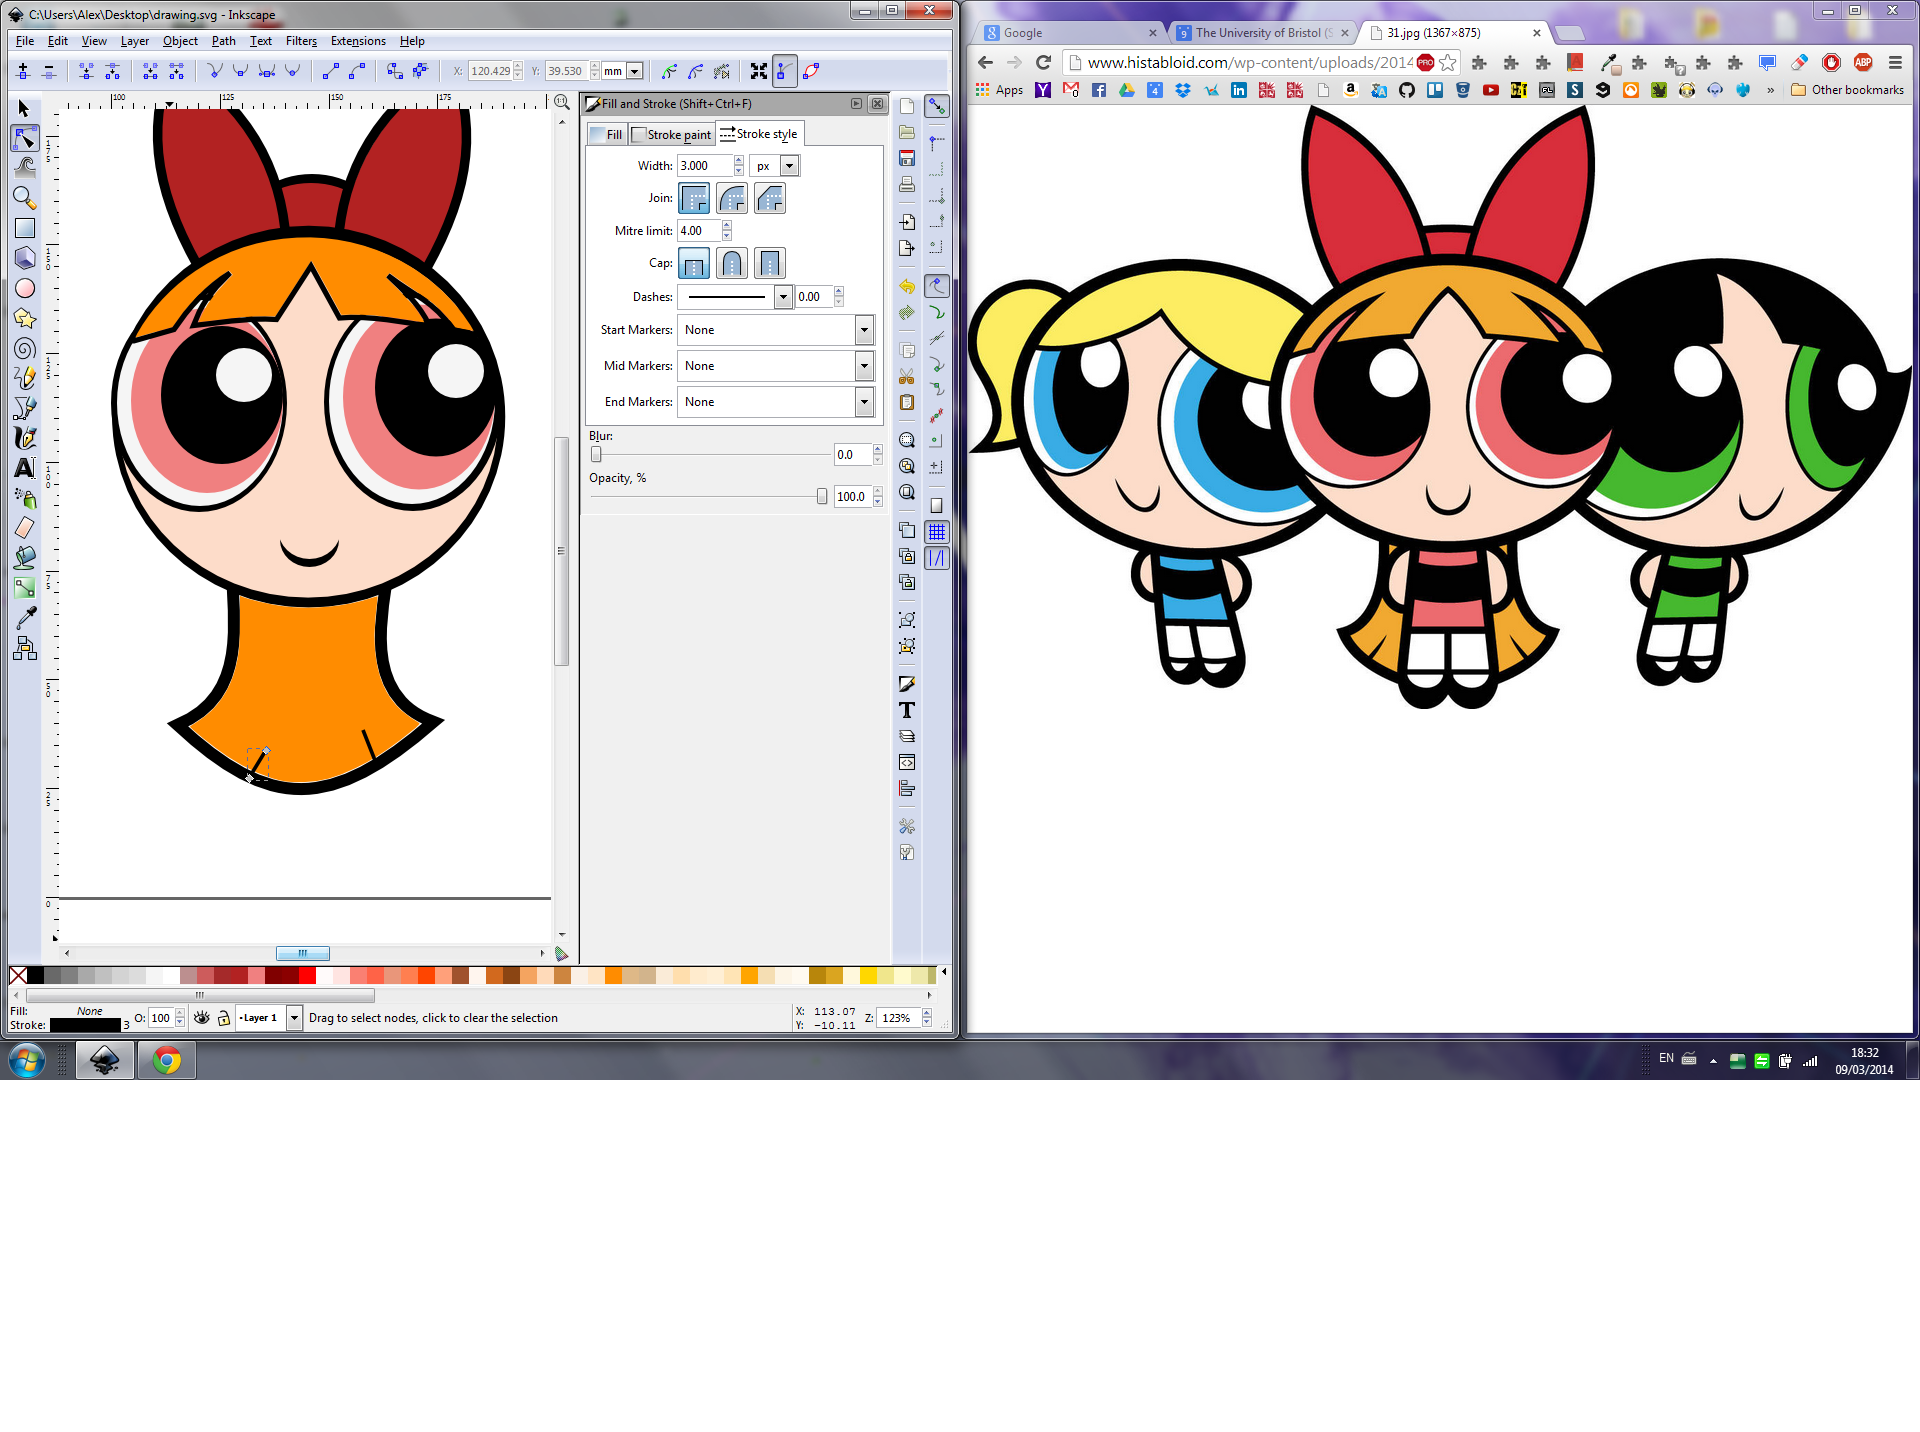 C:\Users\Alex\Desktop\drawing.svg - Inkscape
File Edit View Layer Object Path Text Filters Extensions Help
X: 120.429 Y: 39.530 mm
100 125 150 175
Fill and Stroke (Shift+Ctrl+F)
Fill Stroke paint Stroke style
Width: 3.000 px
Join:
Mitre limit: 4.00
Cap:
Dashes: 0.00
Start Markers: None
Mid Markers: None
End Markers: None
Blur:
0.0
Opacity, %
100.0
Fill: None
Stroke: 3
O: 100
Layer 1
Drag to select nodes, click to clear the selection
X: 113.07
Y: -10.11
Z: 123%
Google
The University of Bristol
31.jpg (1367×875)
www.histabloid.com/wp-content/uploads/2014
PRO
ABP
Apps
» Other bookmarks
EN
18:32
09/03/2014